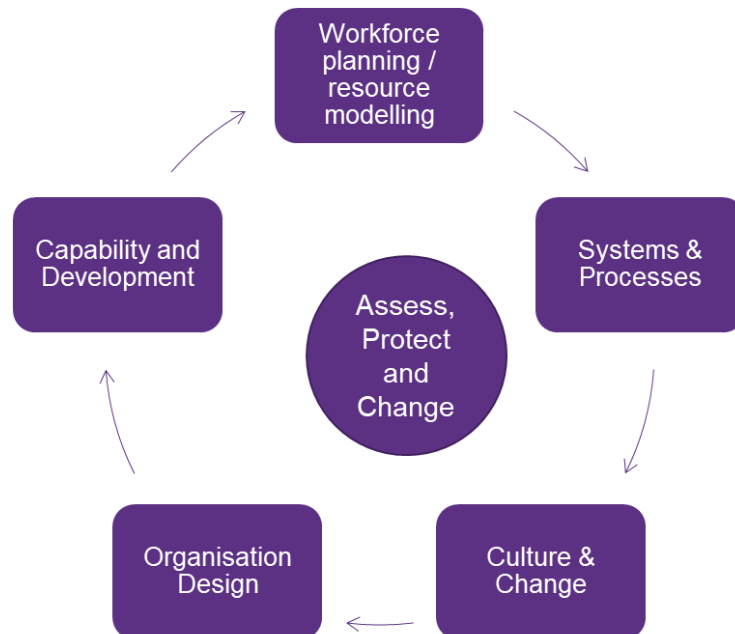 Workforce
planning /
resource
modelling
Systems &
Processes
Culture &
Change
Organisation
Design
Capability and
Development
Assess,
Protect
and
Change